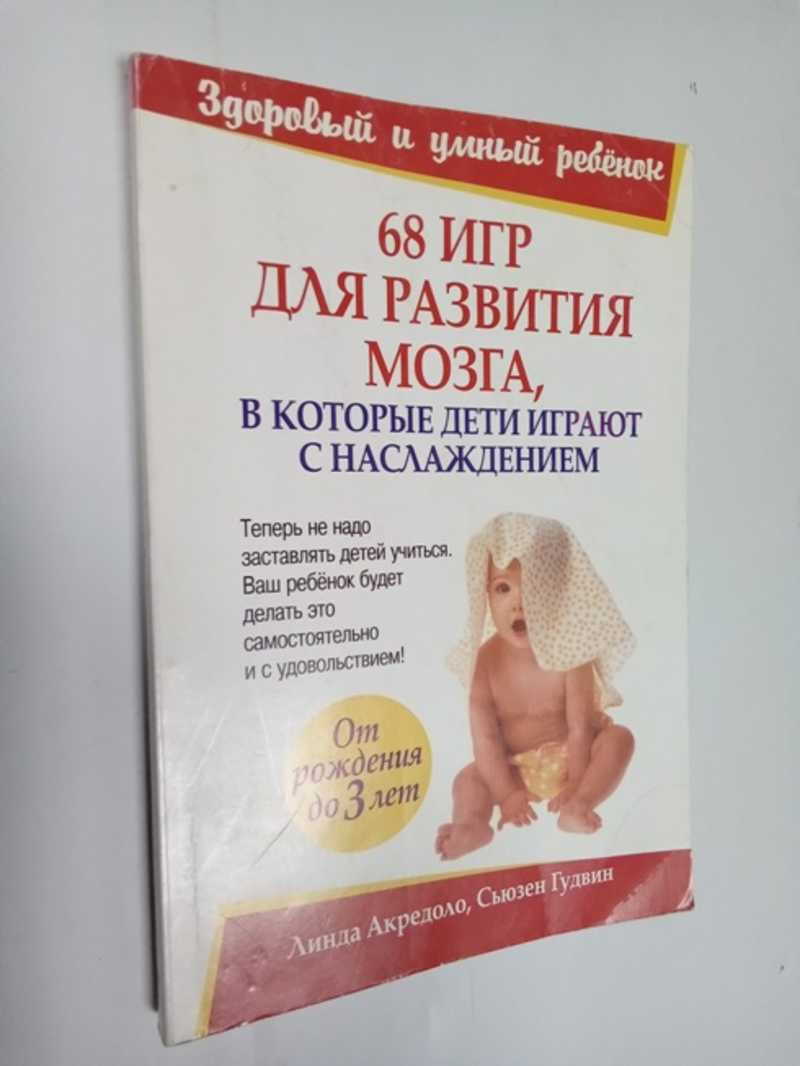 Здоровый и умный ребёнок
68 ИГР
ДЛЯ РАЗВИТИЯ
МОЗГА,
В КОТОРЫЕ ДЕТИ ИГРАЮТ
С НАСЛАЖДЕНИЕМ
Теперь не надо
заставлять детей учиться.
Ваш ребёнок будет
делать это
самостоятельно
и с удовольствием!
От
рождения
до 3 лет
Линда Акредоло, Сьюзен Гудвин